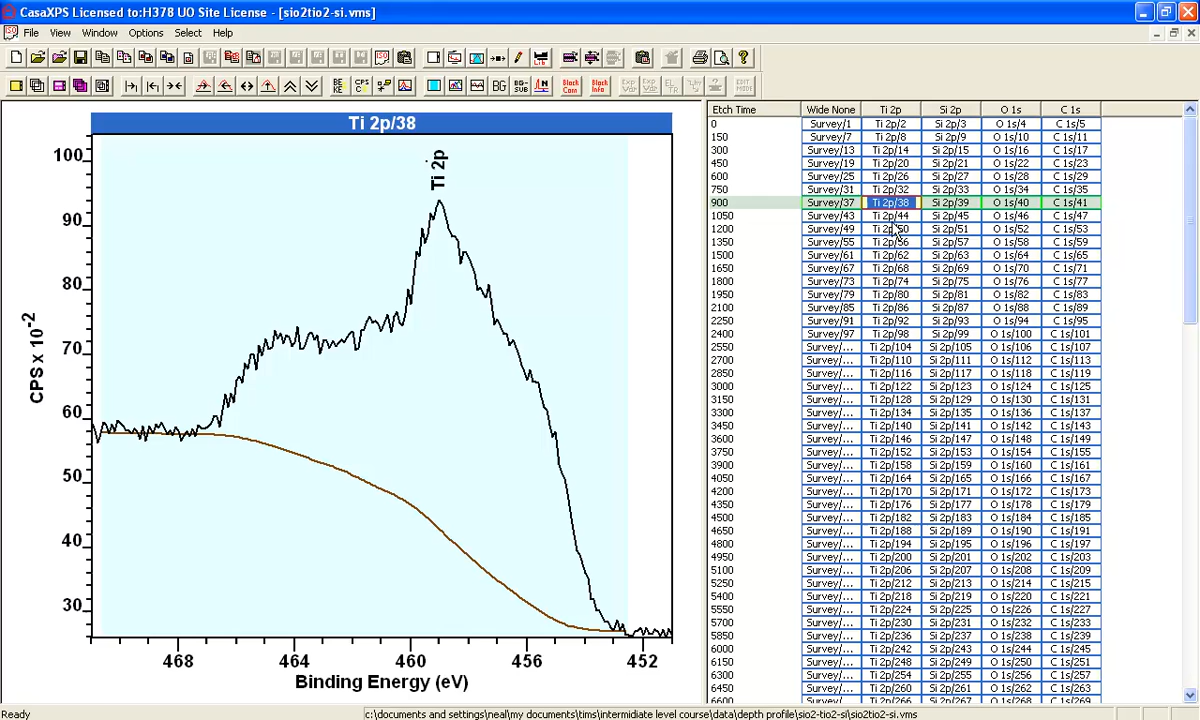 CasaXPS Licensed to:H378 UO Site License - [sio2tio2-si.vms]
File View Window Options Select Help
Ti 2p/38
Ti 2p
100
90
80
70
60
50
40
30
CPS x 10-2
468 464 460 456 452
Binding Energy (eV)
Etch Time Wide None Ti 2p Si 2p O 1s C 1s
0 Survey/1 Ti 2p/2 Si 2p/3 O 1s/4 C 1s/5
150 Survey/7 Ti 2p/8 Si 2p/9 O 1s/10 C 1s/11
300 Survey/13 Ti 2p/14 Si 2p/15 O 1s/16 C 1s/17
450 Survey/19 Ti 2p/20 Si 2p/21 O 1s/22 C 1s/23
600 Survey/25 Ti 2p/26 Si 2p/27 O 1s/28 C 1s/29
750 Survey/31 Ti 2p/32 Si 2p/33 O 1s/34 C 1s/35
900 Survey/37 Ti 2p/38 Si 2p/39 O 1s/40 C 1s/41
1050 Survey/43 Ti 2p/44 Si 2p/45 O 1s/46 C 1s/47
1200 Survey/49 Ti 2p/50 Si 2p/51 O 1s/52 C 1s/53
1350 Survey/55 Ti 2p/56 Si 2p/57 O 1s/58 C 1s/59
1500 Survey/61 Ti 2p/62 Si 2p/63 O 1s/64 C 1s/65
1650 Survey/67 Ti 2p/68 Si 2p/69 O 1s/70 C 1s/71
1800 Survey/73 Ti 2p/74 Si 2p/75 O 1s/76 C 1s/77
1950 Survey/79 Ti 2p/80 Si 2p/81 O 1s/82 C 1s/83
2100 Survey/85 Ti 2p/86 Si 2p/87 O 1s/88 C 1s/89
2250 Survey/91 Ti 2p/92 Si 2p/93 O 1s/94 C 1s/95
2400 Survey/97 Ti 2p/98 Si 2p/99 O 1s/100 C 1s/101
2550 Survey/... Ti 2p/104 Si 2p/105 O 1s/106 C 1s/107
2700 Survey/... Ti 2p/110 Si 2p/111 O 1s/112 C 1s/113
2850 Survey/... Ti 2p/116 Si 2p/117 O 1s/118 C 1s/119
3000 Survey/... Ti 2p/122 Si 2p/123 O 1s/124 C 1s/125
3150 Survey/... Ti 2p/128 Si 2p/129 O 1s/130 C 1s/131
3300 Survey/... Ti 2p/134 Si 2p/135 O 1s/136 C 1s/137
3450 Survey/... Ti 2p/140 Si 2p/141 O 1s/142 C 1s/143
3600 Survey/... Ti 2p/146 Si 2p/147 O 1s/148 C 1s/149
3750 Survey/... Ti 2p/152 Si 2p/153 O 1s/154 C 1s/155
3900 Survey/... Ti 2p/158 Si 2p/159 O 1s/160 C 1s/161
4050 Survey/... Ti 2p/164 Si 2p/165 O 1s/166 C 1s/167
4200 Survey/... Ti 2p/170 Si 2p/171 O 1s/172 C 1s/173
4350 Survey/... Ti 2p/176 Si 2p/177 O 1s/178 C 1s/179
4500 Survey/... Ti 2p/182 Si 2p/183 O 1s/184 C 1s/185
4650 Survey/... Ti 2p/188 Si 2p/189 O 1s/190 C 1s/191
4800 Survey/... Ti 2p/194 Si 2p/195 O 1s/196 C 1s/197
4950 Survey/... Ti 2p/200 Si 2p/201 O 1s/202 C 1s/203
5100 Survey/... Ti 2p/206 Si 2p/207 O 1s/208 C 1s/209
5250 Survey/... Ti 2p/212 Si 2p/213 O 1s/214 C 1s/215
5400 Survey/... Ti 2p/218 Si 2p/219 O 1s/220 C 1s/221
5550 Survey/... Ti 2p/224 Si 2p/225 O 1s/226 C 1s/227
5700 Survey/... Ti 2p/230 Si 2p/231 O 1s/232 C 1s/233
5850 Survey/... Ti 2p/236 Si 2p/237 O 1s/238 C 1s/239
6000 Survey/... Ti 2p/242 Si 2p/243 O 1s/244 C 1s/245
6150 Survey/... Ti 2p/248 Si 2p/249 O 1s/250 C 1s/251
6300 Survey/... Ti 2p/254 Si 2p/255 O 1s/256 C 1s/257
6450 Survey/... Ti 2p/260 Si 2p/261 O 1s/262 C 1s/263
6600 Survey/... Ti 2p/266 Si 2p/267 O 1s/268 C 1s/269
Ready
c:\documents and settings\neal\my documents\tims\intermidiate level course\data\depth profile\sio2-tio2-si\sio2tio2-si.vms